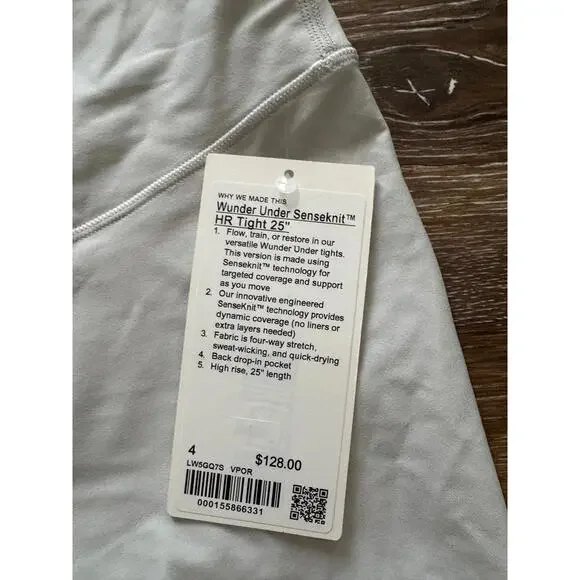 WHY WE MADE THIS
Wunder Under Senseknit™
HR Tight 25"
1. Flow, train, or restore in our
versatile Wunder Under tights.
This version is made using
Senseknit™ technology for
targeted coverage and support
as you move
2. Our innovative engineered
SenseKnit™ technology provides
dynamic coverage (no liners or
extra layers needed)
3. Fabric is four-way stretch,
sweat-wicking, and quick-drying
4. Back drop-in pocket
5. High rise, 25" length
4 $128.00
LW5GQ7S VPOR
000155866331